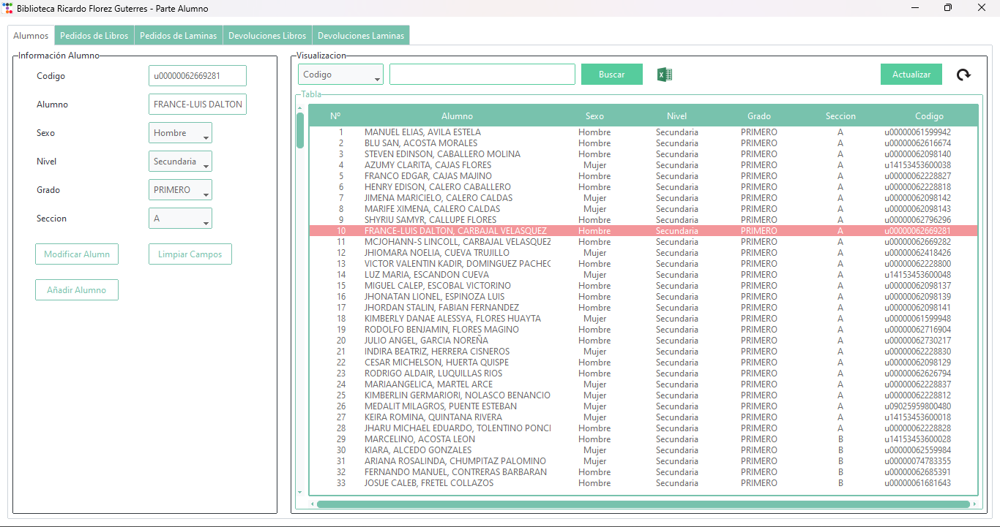 Biblioteca Ricardo Florez Guterres - Parte Alumno
Alumnos Pedidos de Libros Pedidos de Laminas Devoluciones Libros Devoluciones Laminas
Información Alumno
Codigo u00000062669281
Alumno FRANCE-LUIS DALTON
Sexo Hombre
Nivel Secundaria
Grado PRIMERO
Seccion A
Modificar Alumn Limpiar Campos
Añadir Alumno
Visualizacion
Codigo Buscar Actualizar
Tabla
Nº Alumno Sexo Nivel Grado Seccion Codigo
1 MANUEL ELIAS, AVILA ESTELA Hombre Secundaria PRIMERO A u00000061599942
2 BLU SAN, ACOSTA MORALES Hombre Secundaria PRIMERO A u00000062616674
3 STEVEN EDINSON, CABALLERO MOLINA Hombre Secundaria PRIMERO A u00000062098140
4 AZUMY CLARITA, CAJAS FLORES Mujer Secundaria PRIMERO A u14153453600038
5 FRANCO EDGAR, CAJAS MAJINO Hombre Secundaria PRIMERO A u00000062228827
6 HENRY EDISON, CALERO CABALLERO Hombre Secundaria PRIMERO A u00000062228818
7 JIMENA MARICIELO, CALERO CALDAS Mujer Secundaria PRIMERO A u00000062098142
8 MARIFE XIMENA, CALERO CALDAS Mujer Secundaria PRIMERO A u00000062098143
9 SHYRIU SAMYR, CALLUPE FLORES Hombre Secundaria PRIMERO A u00000062796296
10 FRANCE-LUIS DALTON, CARBAJAL VELASQUEZ Hombre Secundaria PRIMERO A u00000062669281
11 MCJOHANN-S LINCOLL, CARBAJAL VELASQUEZ Hombre Secundaria PRIMERO A u00000062669282
12 JHIOMARA NOELIA, CUEVA TRUJILLO Mujer Secundaria PRIMERO A u00000062418426
13 VICTOR VALENTIN KADIR, DOMINGUEZ PACHEC Hombre Secundaria PRIMERO A u00000062228800
14 LUZ MARIA, ESCANDON CUEVA Mujer Secundaria PRIMERO A u14153453600048
15 MIGUEL CALEP, ESCOBAL VICTORINO Hombre Secundaria PRIMERO A u00000062098137
16 JHONATAN LIONEL, ESPINOZA LUIS Hombre Secundaria PRIMERO A u00000062098139
17 JHORDAN STALIN, FABIAN FERNANDEZ Hombre Secundaria PRIMERO A u00000062098141
18 KIMBERLY DANAE ALESSYA, FLORES HUAYTA Mujer Secundaria PRIMERO A u00000061599948
19 RODOLFO BENJAMIN, FLORES MAGINO Hombre Secundaria PRIMERO A u00000062716904
20 JULIO ANGEL, GARCIA NOREÑA Hombre Secundaria PRIMERO A u00000062730217
21 INDIRA BEATRIZ, HERRERA CISNEROS Mujer Secundaria PRIMERO A u00000062228830
22 CESAR MICHELSON, HUERTA QUISPE Hombre Secundaria PRIMERO A u00000062098129
23 RODRIGO ALDAIR, LUQUILLAS RIOS Hombre Secundaria PRIMERO A u00000062626794
24 MARIAANGELICA, MARTEL ARCE Mujer Secundaria PRIMERO A u00000062228837
25 KIMBERLIN GERMARIORI, NOLASCO BENANCIO Mujer Secundaria PRIMERO A u00000062228812
26 MEDALIT MILAGROS, PUENTE ESTEBAN Mujer Secundaria PRIMERO A u09025959800480
27 KEIRA ROMINA, QUINTANA RIVERA Mujer Secundaria PRIMERO A u14153453600018
28 JHARU MICHAEL EDUARDO, TOLENTINO PONCI Hombre Secundaria PRIMERO A u00000062228828
29 MARCELINO, ACOSTA LEON Hombre Secundaria PRIMERO B u14153453600028
30 KIARA, ALCEDO GONZALES Mujer Secundaria PRIMERO B u00000062559984
31 ARIANA ROSALINDA, CHUMPITAZ PALOMINO Mujer Secundaria PRIMERO B u00000074783355
32 FERNANDO MANUEL, CONTRERAS BARBARAN Hombre Secundaria PRIMERO B u00000062685391
33 JOSUE CALEB, FRETEL COLLAZOS Hombre Secundaria PRIMERO B u00000061681643